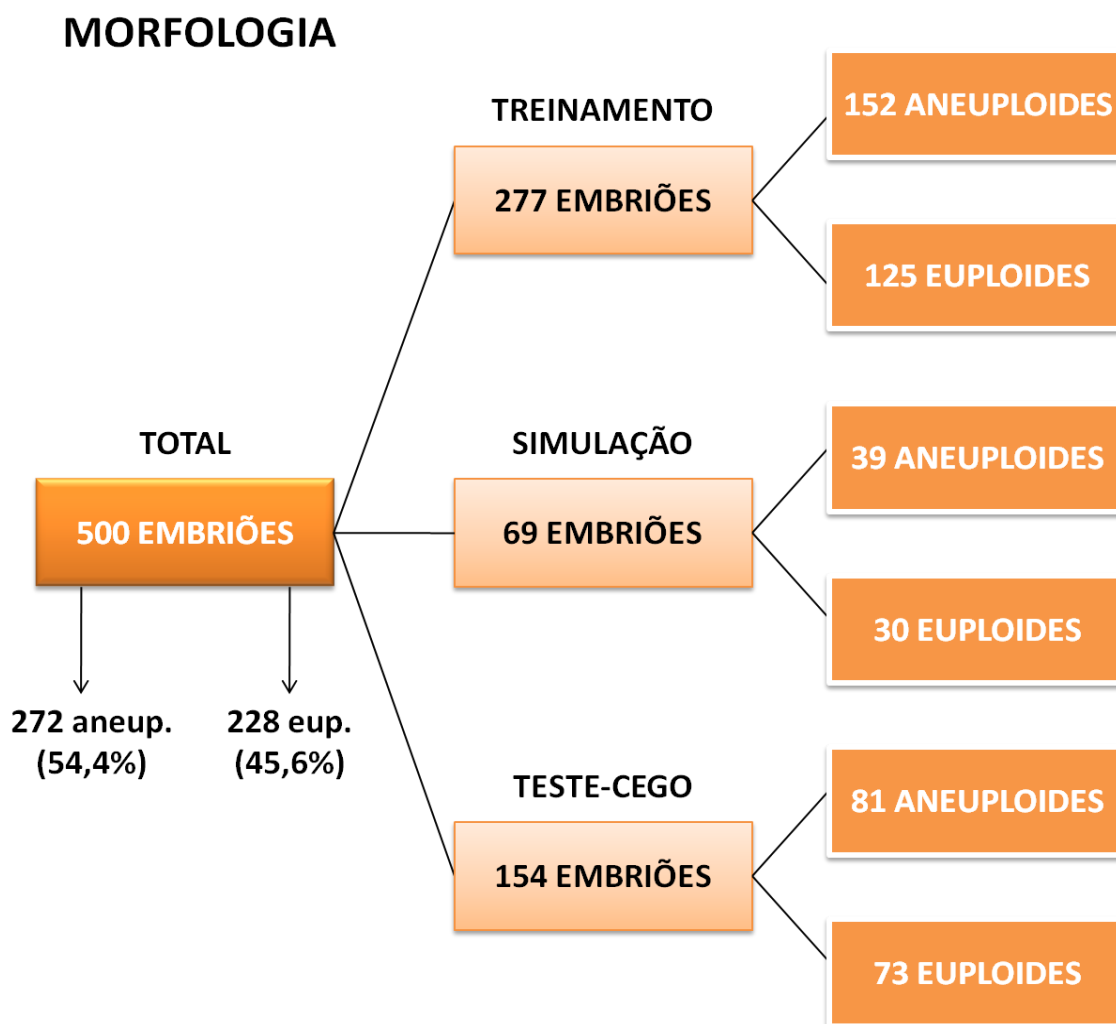 MORFOLOGIA
TREINAMENTO
277 EMBRIÕES
152 ANEUPLOIDES
125 EUPLOIDES
TOTAL
500 EMBRIÕES
272 aneup.
(54,4%)
228 eup.
(45,6%)
SIMULAÇÃO
69 EMBRIÕES
39 ANEUPLOIDES
30 EUPLOIDES
TESTE-CEGO
154 EMBRIÕES
81 ANEUPLOIDES
73 EUPLOIDES